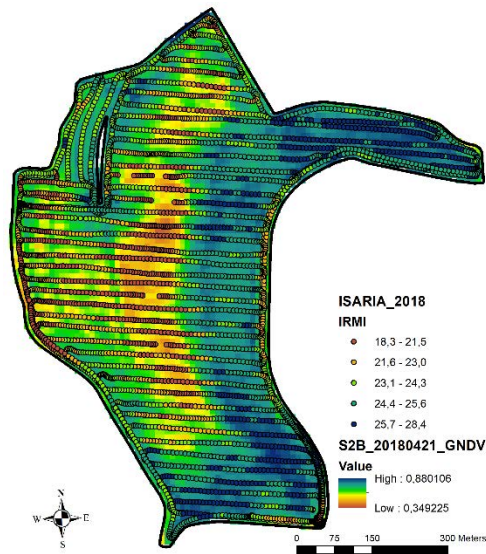 ISARIA_2018
IRMI
18,3 - 21,5
21,6 - 23,0
23,1 - 24,3
24,4 - 25,6
25,7 - 28,4
S2B_20180421_GNDV
Value
High : 0,880106
Low : 0,349225
N
W E
S
0 75 150 300 Meters